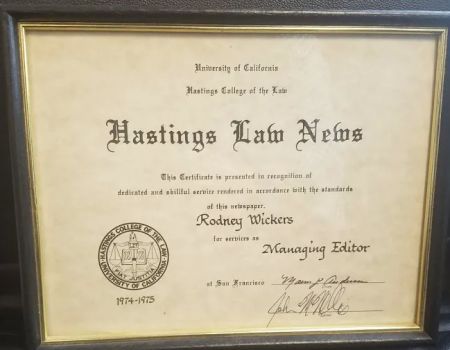 University of California
Hastings College of the Law
Hastings Law News
This Certificate is presented in recognition of
dedicated and skillful service rendered in accordance with the standards
of this newspaper.
Rodney Wickers
for services as
Managing Editor
HASTINGS COLLEGE OF THE LAW
FIAT JUSTITIA
UNIVERSITY OF CALIFORNIA
1974-1975
at San Francisco